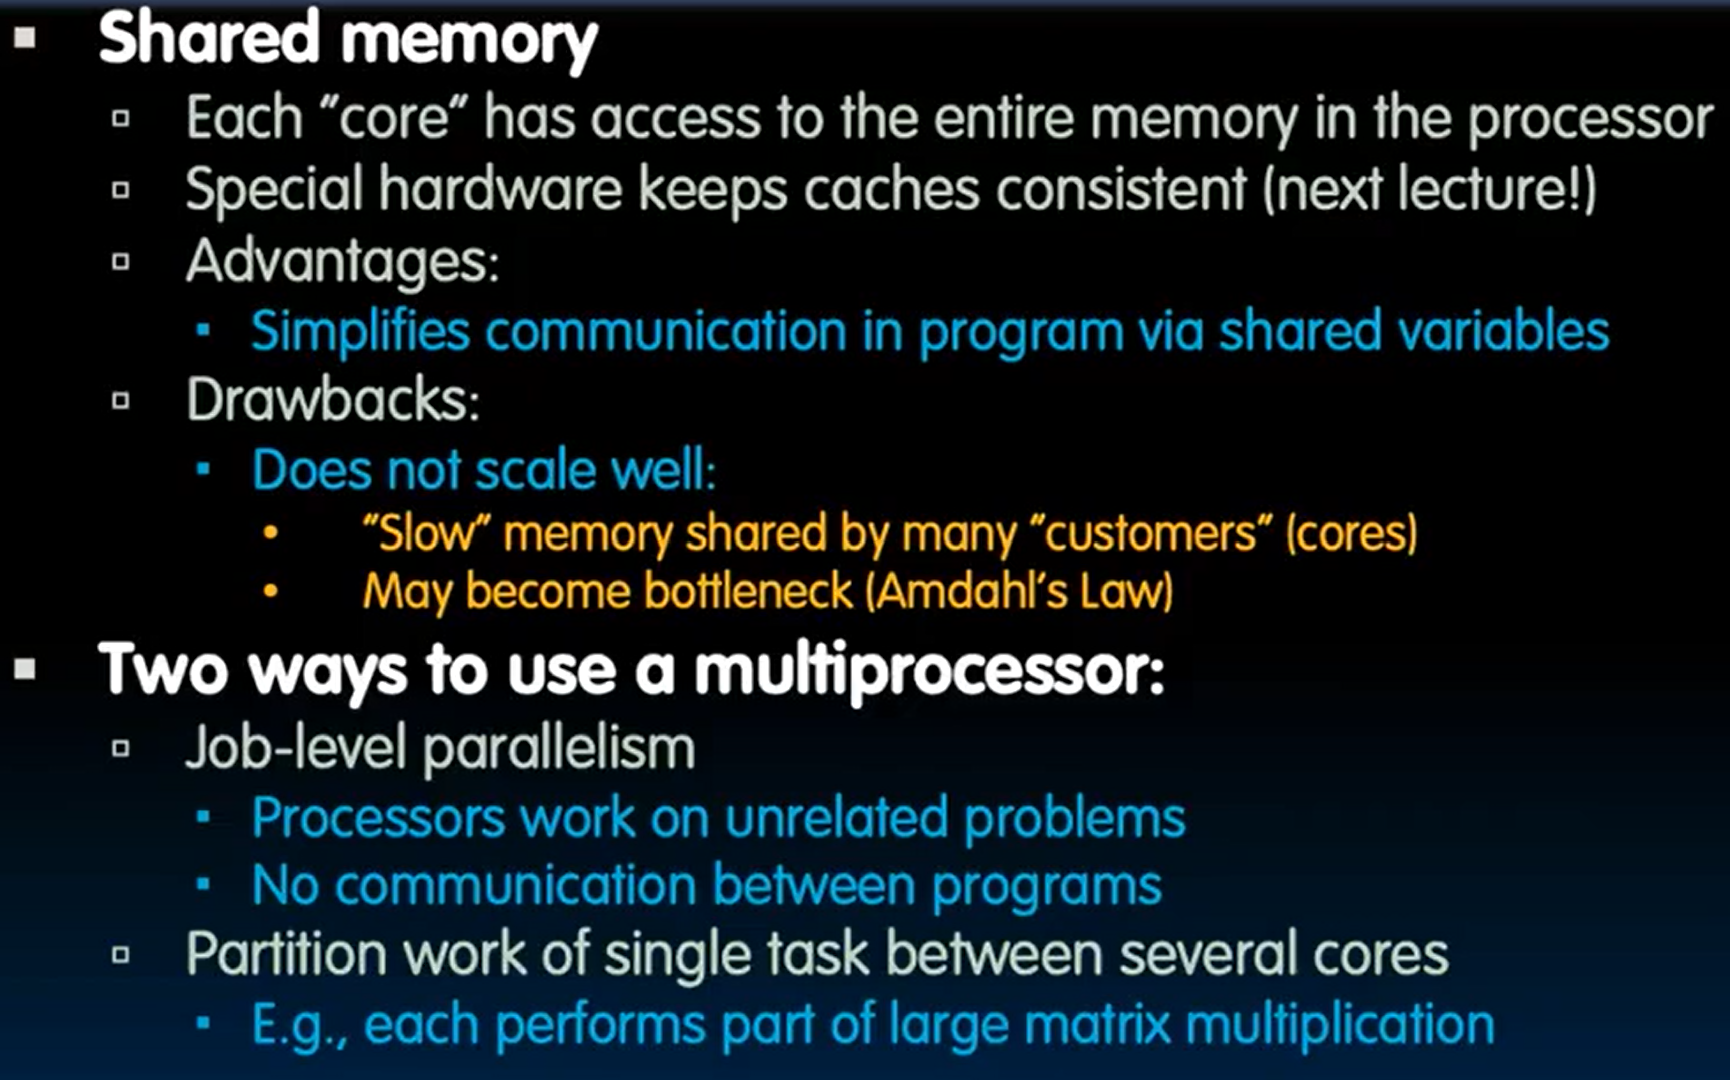 Shared memory
Each "core" has access to the entire memory in the processor
Special hardware keeps caches consistent (next lecture!)
Advantages:
Simplifies communication in program via shared variables
Drawbacks:
Does not scale well:
"Slow" memory shared by many "customers" (cores)
May become bottleneck (Amdahl's Law)
Two ways to use a multiprocessor:
Job-level parallelism
Processors work on unrelated problems
No communication between programs
Partition work of single task between several cores
E.g., each performs part of large matrix multiplication